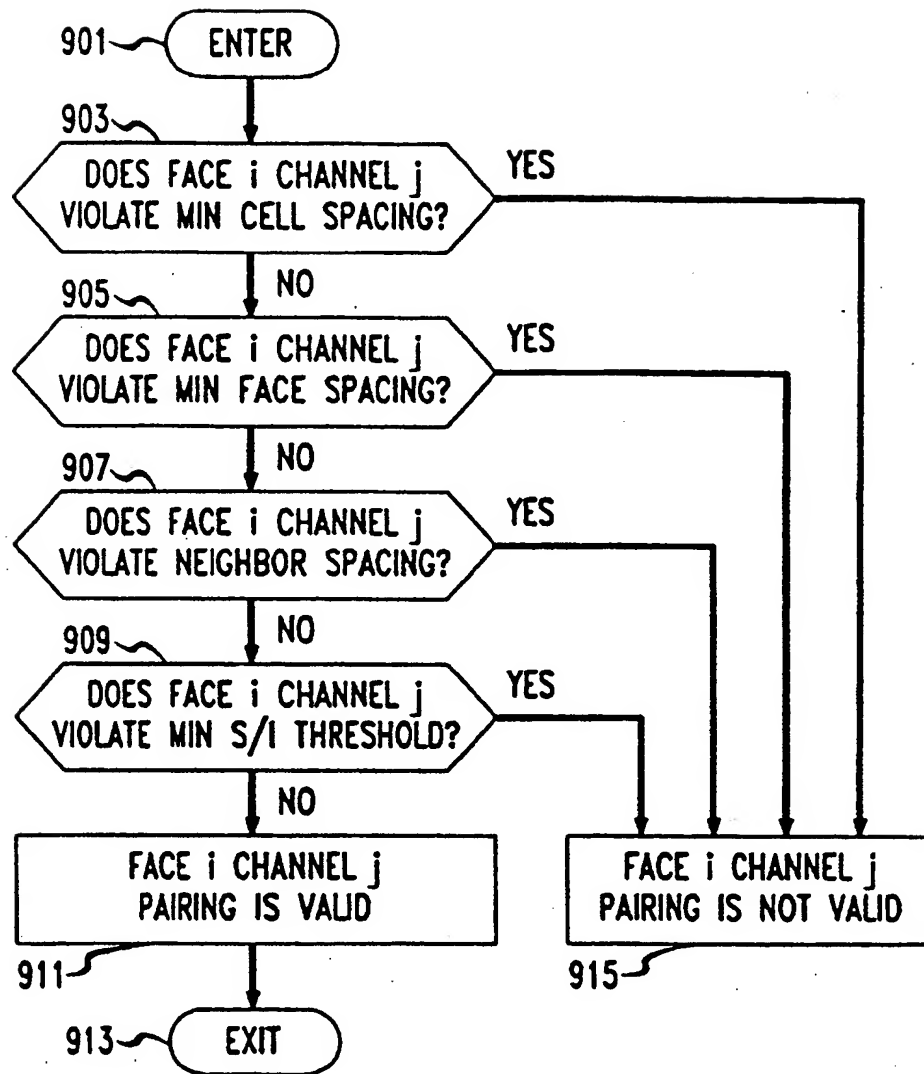 901
ENTER
903
DOES FACE i CHANNEL j
VIOLATE MIN CELL SPACING?
YES
NO
905
DOES FACE i CHANNEL j
VIOLATE MIN FACE SPACING?
YES
NO
907
DOES FACE i CHANNEL j
VIOLATE NEIGHBOR SPACING?
YES
NO
909
DOES FACE i CHANNEL j
VIOLATE MIN S/I THRESHOLD?
YES
NO
FACE i CHANNEL j
PAIRING IS VALID
911
FACE i CHANNEL j
PAIRING IS NOT VALID
915
913
EXIT